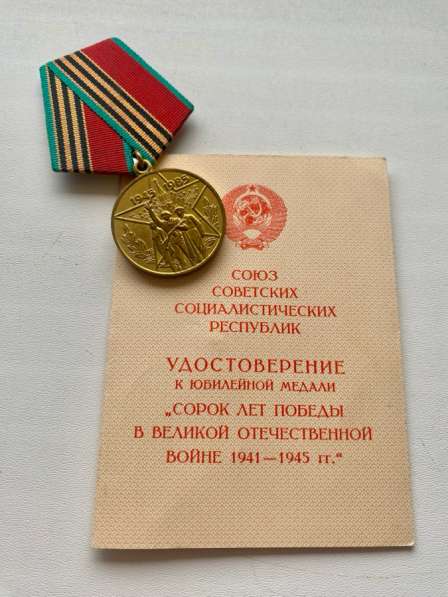 1945 1985
СОЮЗ
СОВЕТСКИХ
СОЦИАЛИСТИЧЕСКИХ
РЕСПУБЛИК
УДОСТОВЕРЕНИЕ
К ЮБИЛЕЙНОЙ МЕДАЛИ
„СОРОК ЛЕТ ПОБЕДЫ
В ВЕЛИКОЙ ОТЕЧЕСТВЕННОЙ
ВОЙНЕ 1941—1945 гг.“